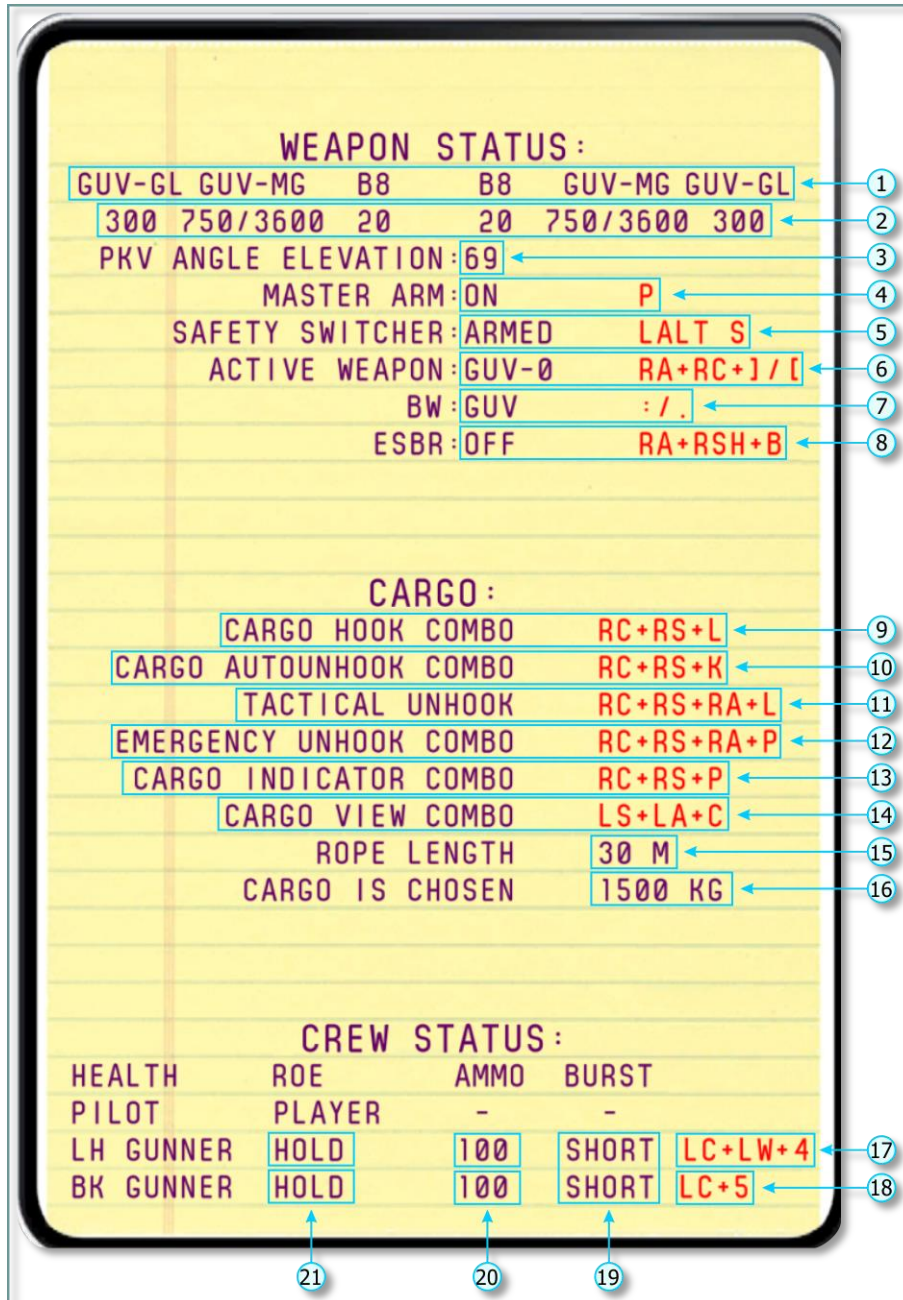 WEAPON STATUS:
GUV-GL GUV-MG B8 B8 GUV-MG GUV-GL 1
300 750/3600 20 20 750/3600 300 2
PKV ANGLE ELEVATION:69 3
MASTER ARM:ON P 4
SAFETY SWITCHER:ARMED LALT S 5
ACTIVE WEAPON:GUV-0 RA+RC+]/[ 6
BW:GUV :/. 7
ESBR:OFF RA+RSH+B 8
CARGO:
CARGO HOOK COMBO RC+RS+L 9
CARGO AUTOUNHOOK COMBO RC+RS+K 10
TACTICAL UNHOOK RC+RS+RA+L 11
EMERGENCY UNHOOK COMBO RC+RS+RA+P 12
CARGO INDICATOR COMBO RC+RS+P 13
CARGO VIEW COMBO LS+LA+C 14
ROPE LENGTH 30 M 15
CARGO IS CHOSEN 1500 KG 16
CREW STATUS:
HEALTH ROE AMMO BURST
PILOT PLAYER - -
LH GUNNER HOLD 100 SHORT LC+LW+4 17
BK GUNNER HOLD 100 SHORT LC+5 18
21 20 19